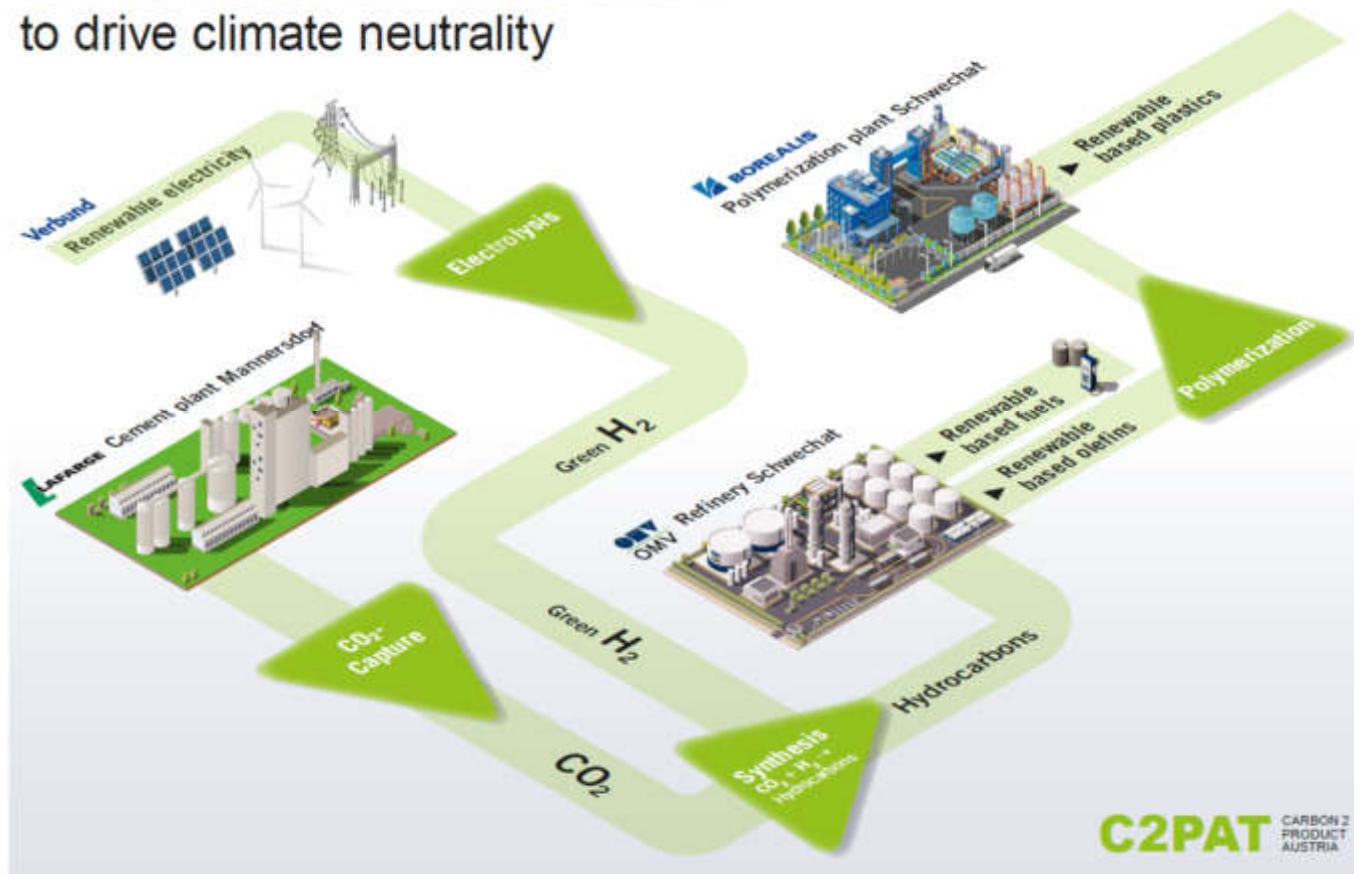 to drive climate neutrality
Verbund
Renewable electricity
Electrolysis
BOREALIS
Polymerization plant Schwechat
Renewable
based plastics
LAFARGE Cement plant Mannersdorf
Green H₂
Polymerization
Renewable
based fuels
Renewable
based olefins
OMV
OMV Refinery Schwechat
CO₂-
Capture
Green H₂
Hydrocarbons
CO₂
Synthesis
Hydrocarbons
C2PAT
CARBON 2
PRODUCT
AUSTRIA